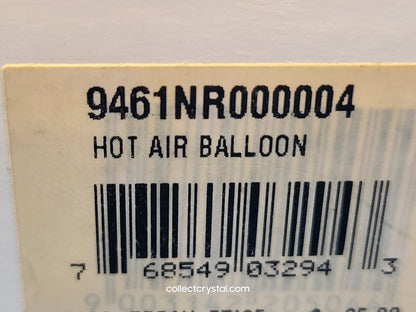 9461NR000004
HOT AIR BALLOON
7 68549 03294 3
collectcrystal.com